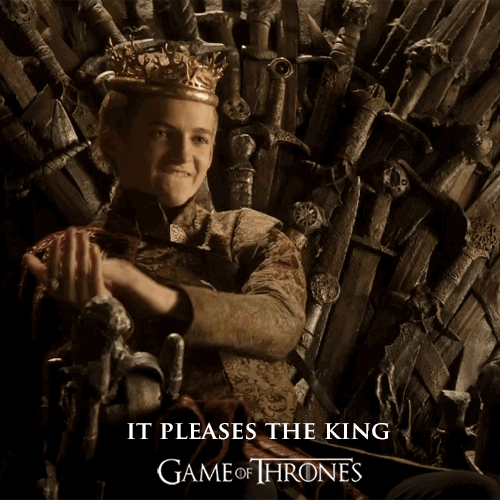 IT PLEASES THE KING
GAME OF THRONES